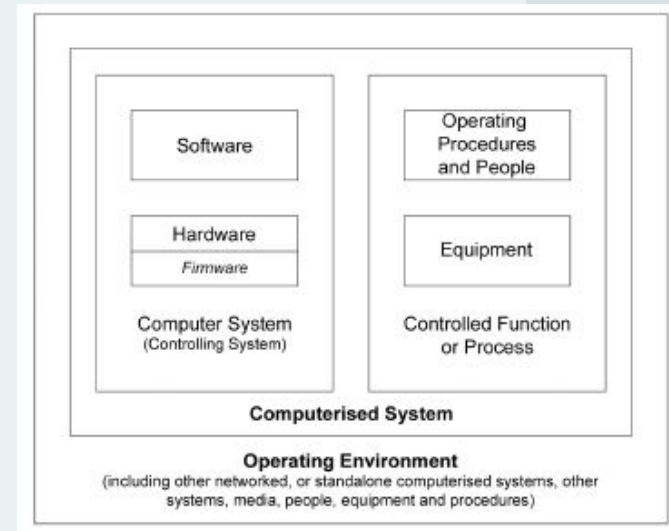 Software
Hardware
Firmware
Computer System
(Controlling System)
Operating
Procedures
and People
Equipment
Controlled Function
or Process
Computerised System
Operating Environment
(including other networked, or standalone computerised systems, other
systems, media, people, equipment and procedures)